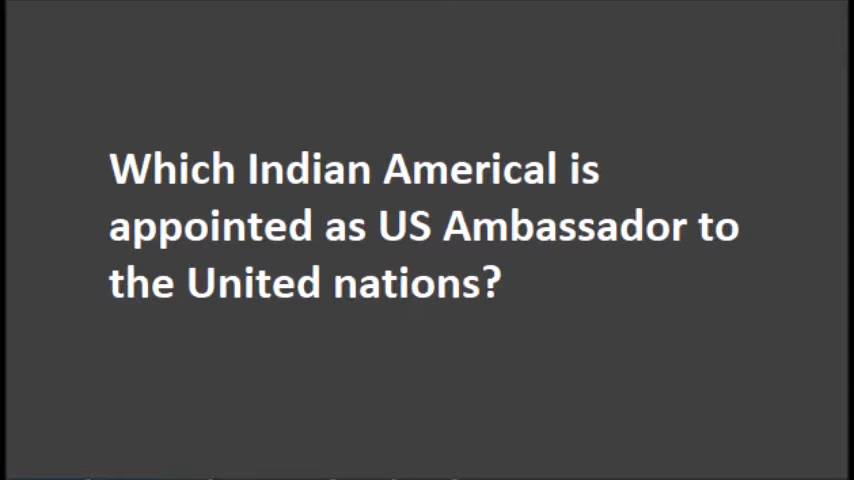 Which Indian Americal is
appointed as US Ambassador to
the United nations?